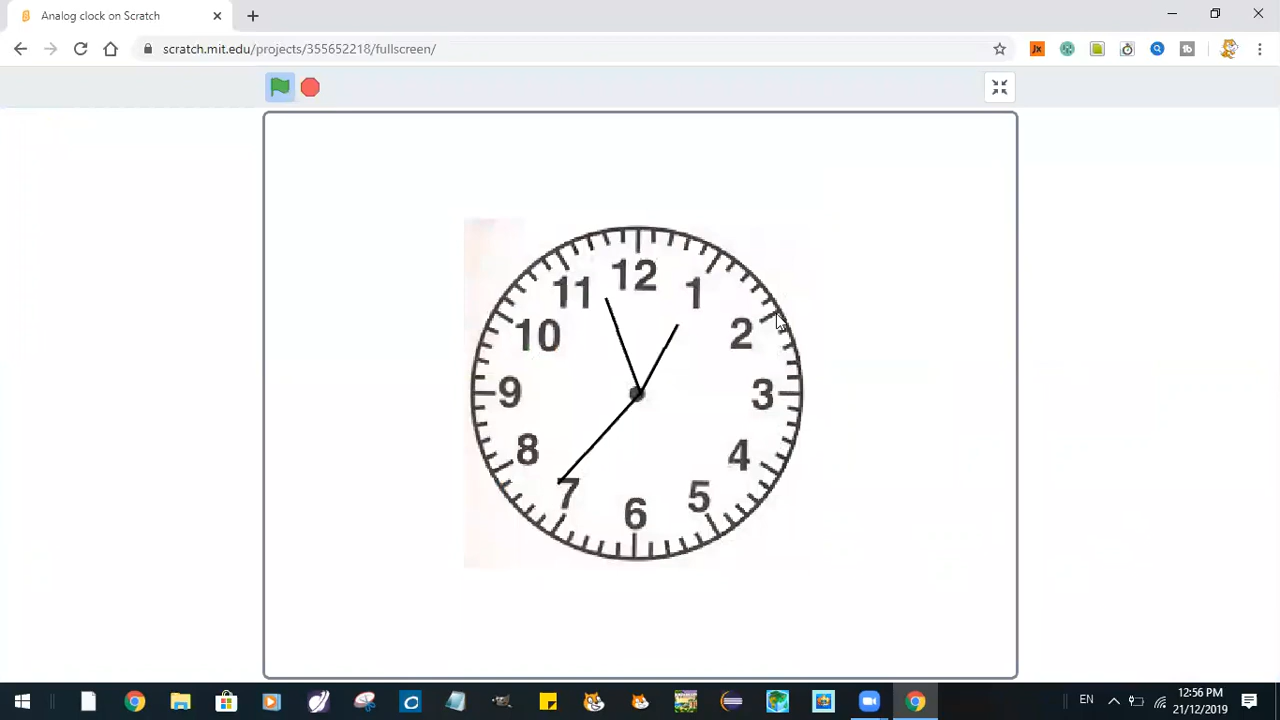 Analog clock on Scratch
scratch.mit.edu/projects/355652218/fullscreen/
Jx
12
11
1
10
2
9
3
8
4
7
5
6
EN
12:56 PM
21/12/2019